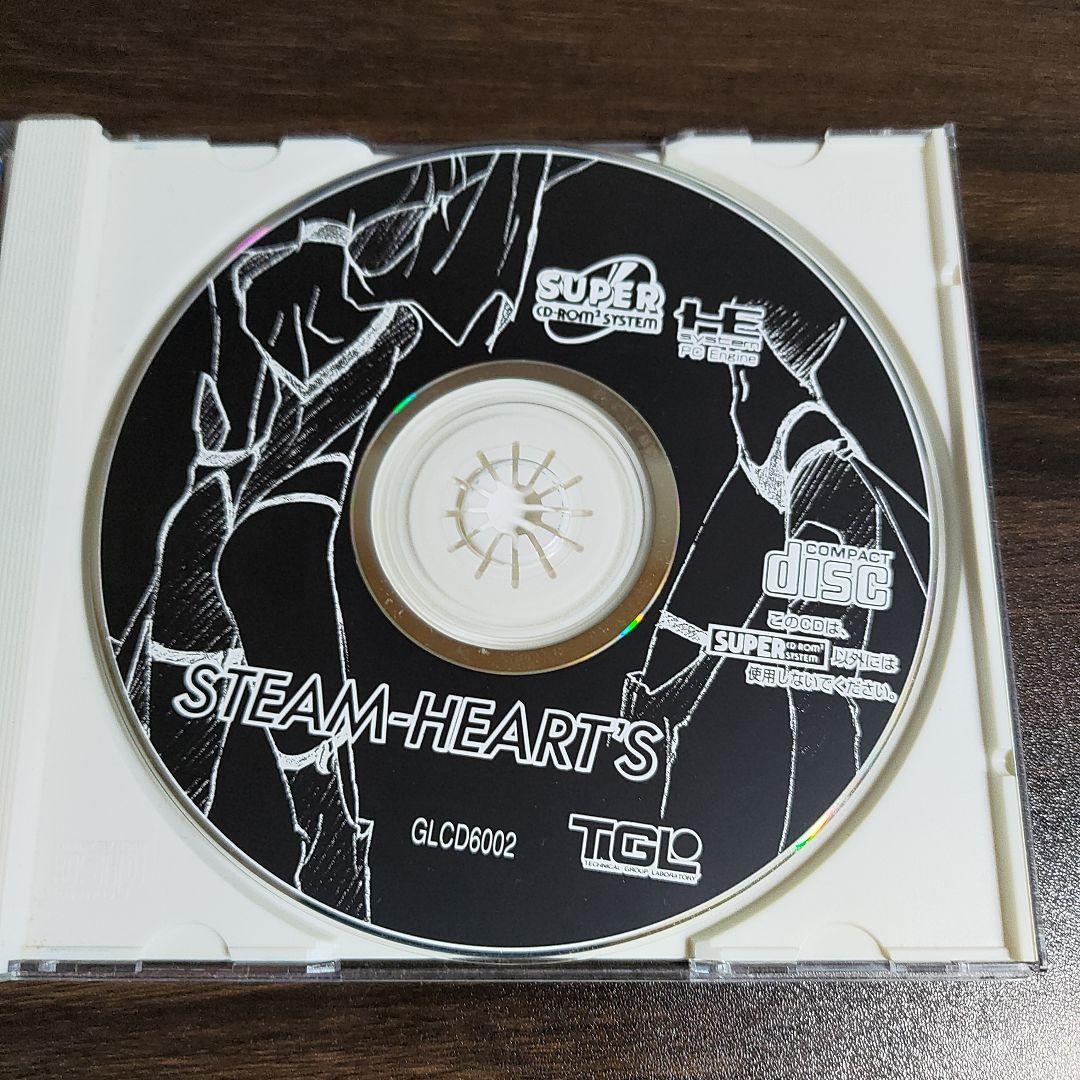 SUPER
CD-ROM² SYSTEM
HE
system
PC Engine
COMPACT
disc
このCDは、
SUPER CD ROM² SYSTEM 以外には
使用しないでください。
STEAM-HEART'S
GLCD6002
TGL
TECHNICAL GROUP LABORATORY